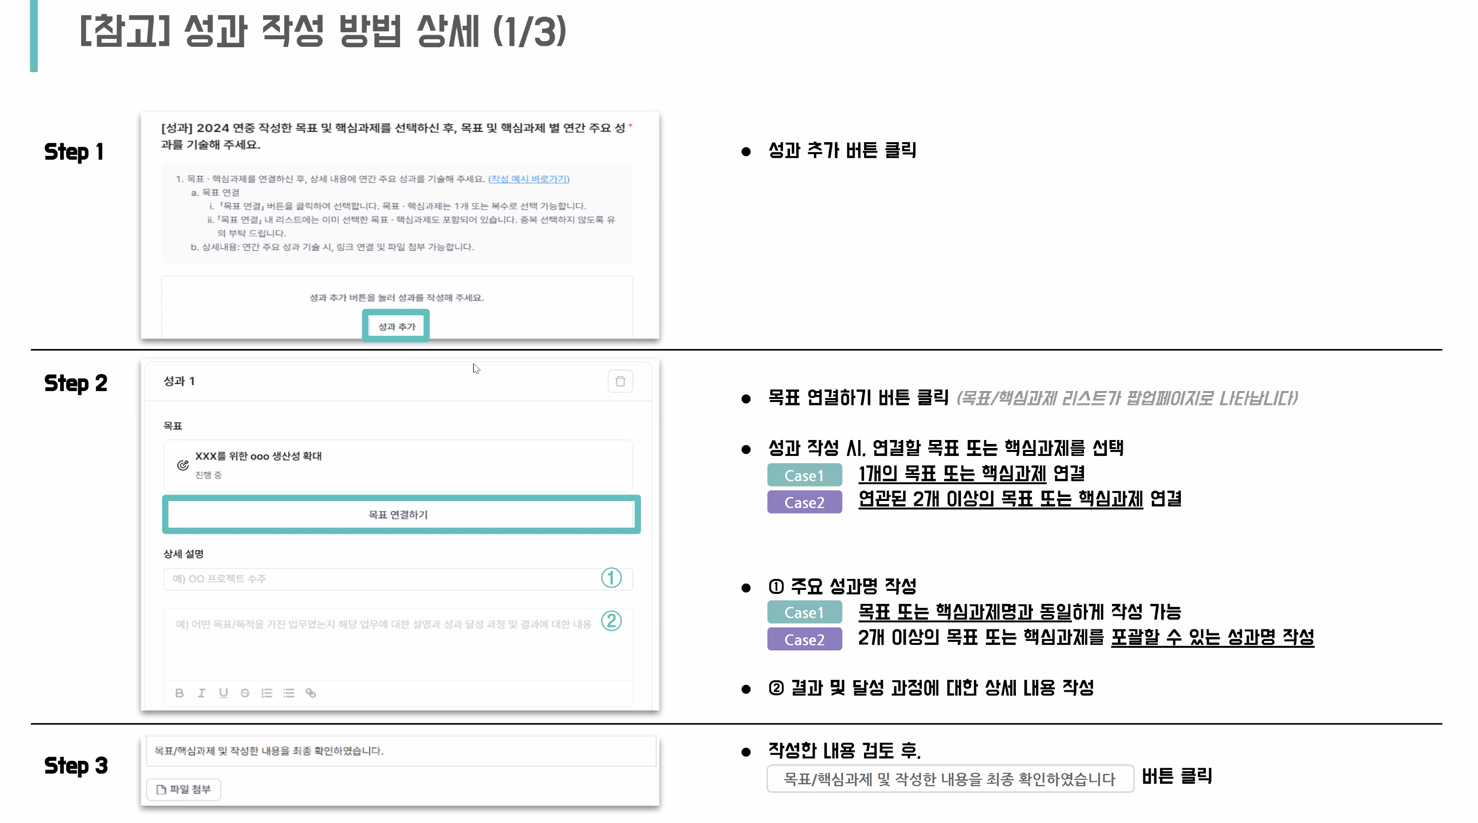 [참고] 성과 작성 방법 상세 (1/3)
Step 1
[성과] 2024 연중 작성한 목표 및 핵심과제를 선택하신 후, 목표 및 핵심과제 별 연간 주요 성*
과를 기술해 주세요.
1. 목표 · 핵심과제를 연결하신 후, 상세 내용에 연간 주요 성과를 기술해 주세요. (작성 예시 바로가기)
a. 목표 연결
i. 「목표 연결」 버튼을 클릭하여 선택합니다. 목표 · 핵심과제는 1개 또는 복수로 선택 가능합니다.
ii. 「목표 연결」 내 리스트에는 이미 선택한 목표 · 핵심과제도 포함되어 있습니다. 중복 선택하지 않도록 유
의 부탁 드립니다.
b. 상세내용: 연간 주요 성과 기술 시, 링크 연결 및 파일 첨부 가능합니다.
성과 추가 버튼을 눌러 성과를 작성해 주세요.
성과 추가
● 성과 추가 버튼 클릭
Step 2
성과 1
목표
XXX를 위한 ooo 생산성 확대
진행 중
목표 연결하기
상세 설명
예) OO 프로젝트 수주 ①
예) 어떤 목표/목적을 가진 업무였는지 해당 업무에 대한 설명과 성과 달성 과정 및 결과에 대한 내용 ②
B I U S
● 목표 연결하기 버튼 클릭 (목표/핵심과제 리스트가 팝업페이지로 나타납니다)
● 성과 작성 시, 연결할 목표 또는 핵심과제를 선택
Case1 1개의 목표 또는 핵심과제 연결
Case2 연관된 2개 이상의 목표 또는 핵심과제 연결
● ① 주요 성과명 작성
Case1 목표 또는 핵심과제명과 동일하게 작성 가능
Case2 2개 이상의 목표 또는 핵심과제를 포괄할 수 있는 성과명 작성
● ② 결과 및 달성 과정에 대한 상세 내용 작성
Step 3
목표/핵심과제 및 작성한 내용을 최종 확인하였습니다.
파일 첨부
● 작성한 내용 검토 후,
목표/핵심과제 및 작성한 내용을 최종 확인하였습니다 버튼 클릭